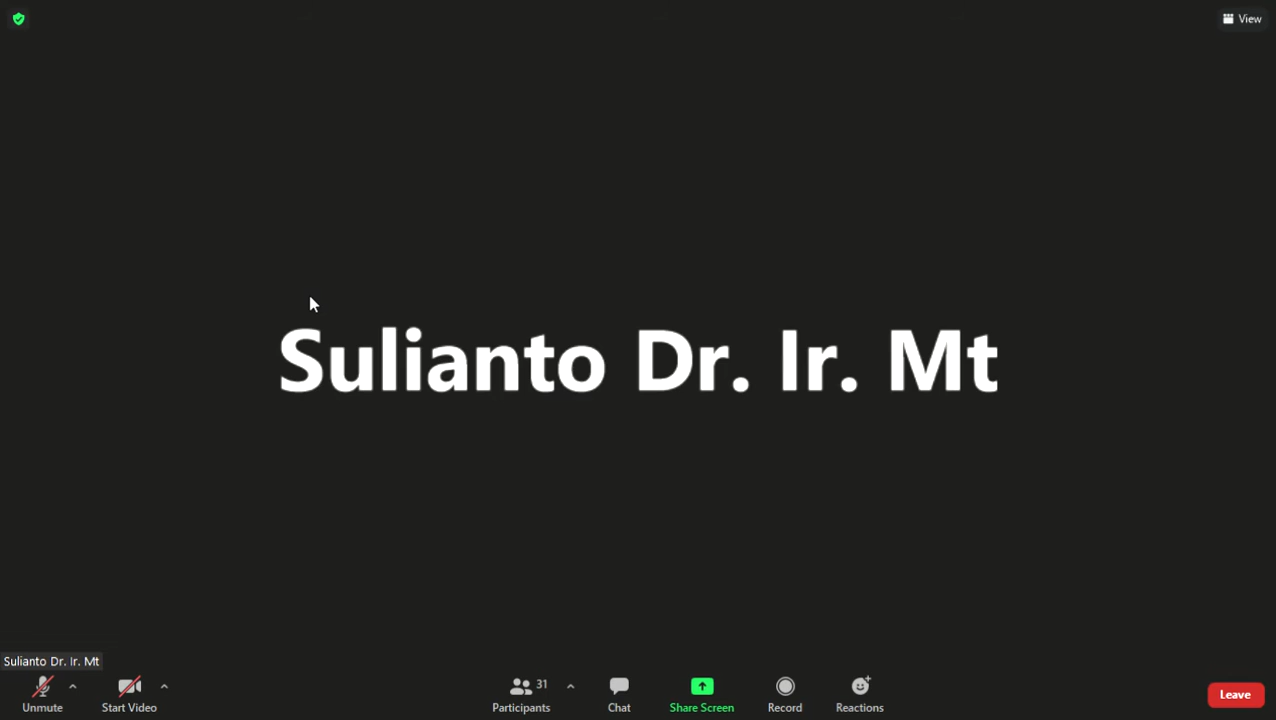 View
Sulianto Dr. Ir. Mt
Sulianto Dr. Ir. Mt
Unmute
Start Video
31
Participants
Chat
Share Screen
Record
Reactions
Leave